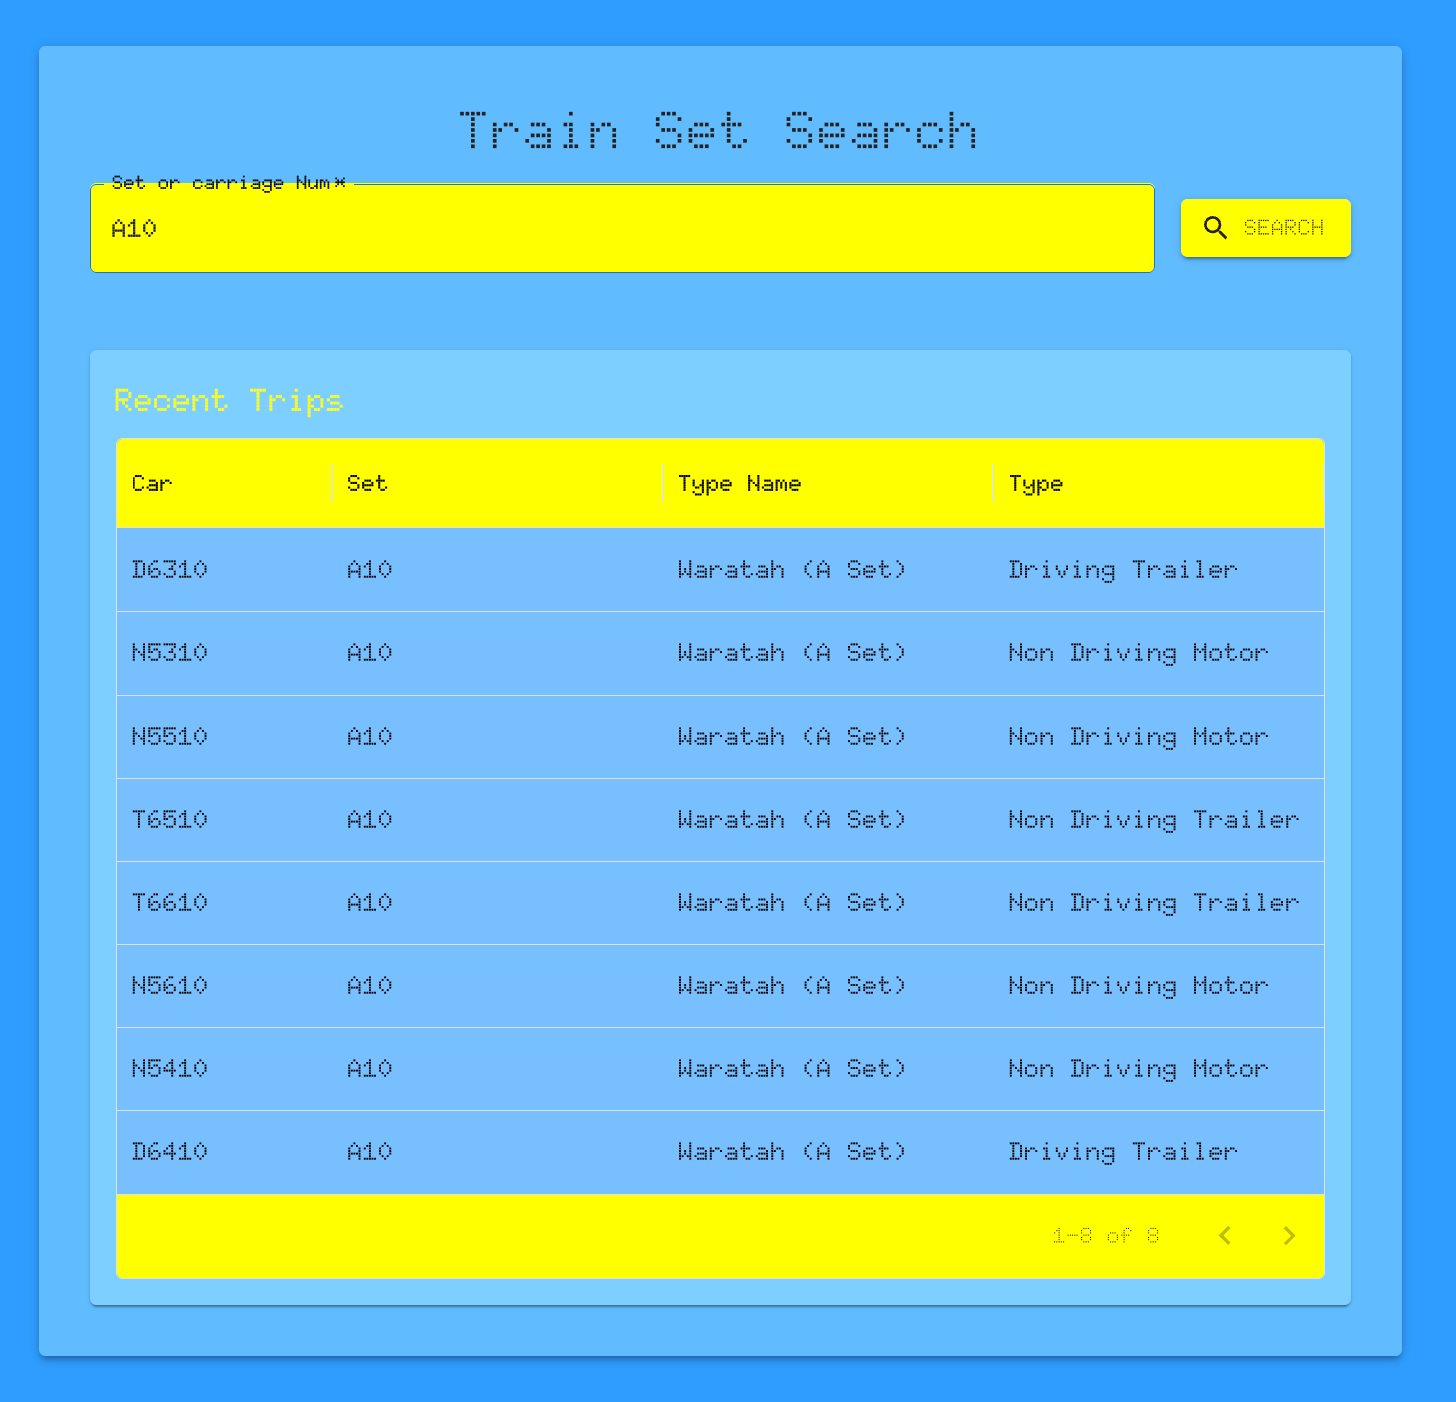 Train Set Search
Set or carriage Num*
A10
SEARCH
Recent Trips
Car Set Type Name Type
D6310 A10 Waratah (A Set) Driving Trailer
N5310 A10 Waratah (A Set) Non Driving Motor
N5510 A10 Waratah (A Set) Non Driving Motor
T6510 A10 Waratah (A Set) Non Driving Trailer
T6610 A10 Waratah (A Set) Non Driving Trailer
N5610 A10 Waratah (A Set) Non Driving Motor
N5410 A10 Waratah (A Set) Non Driving Motor
D6410 A10 Waratah (A Set) Driving Trailer
1-8 of 8